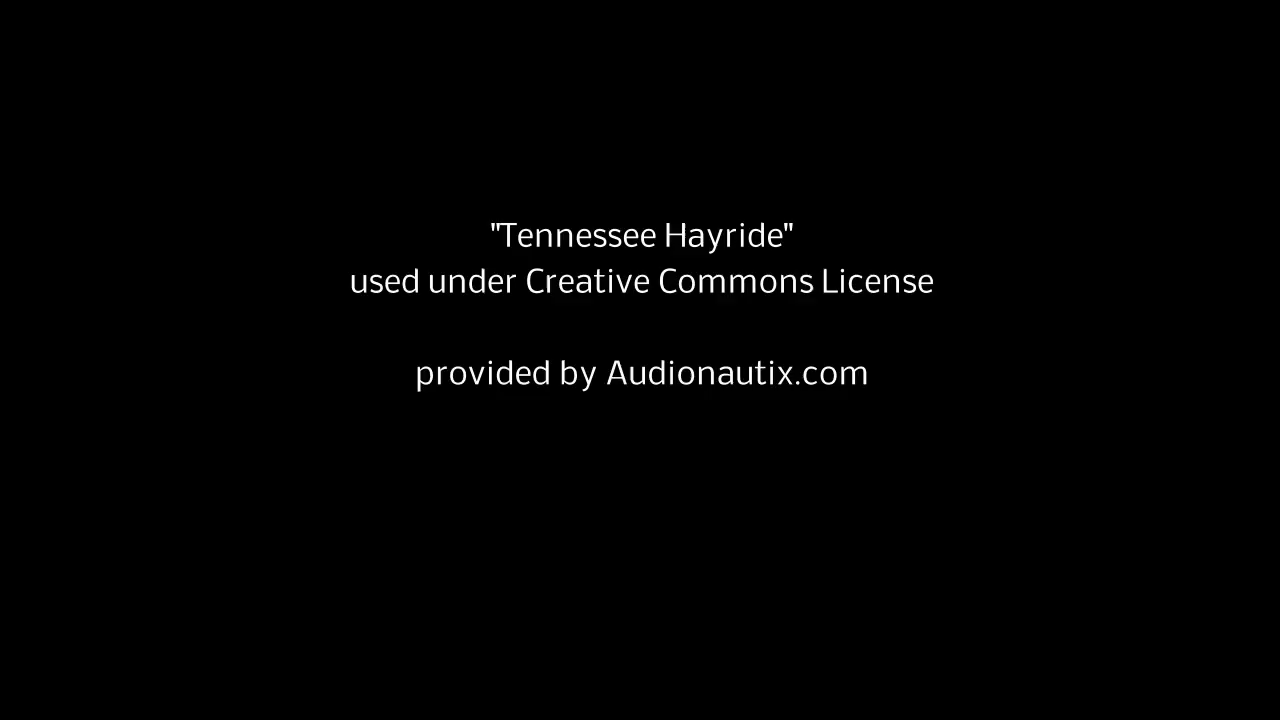 "Tennessee Hayride"
used under Creative Commons License
provided by Audionautix.com